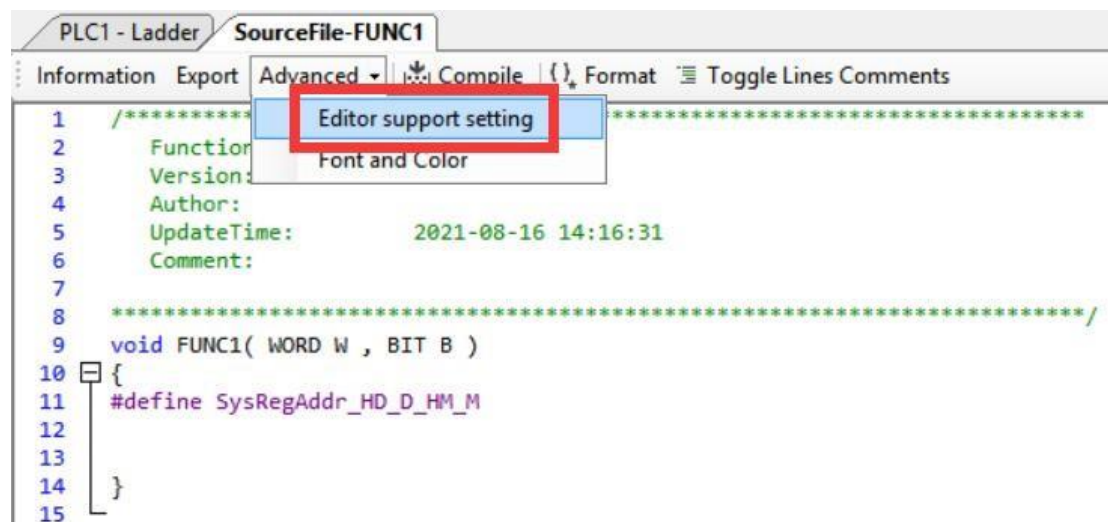 PLC1 - Ladder SourceFile-FUNC1
Information Export Advanced Compile Format Toggle Lines Comments
Editor support setting
Font and Color
1 /**********************************************************************
2 Function
3 Version:
4 Author:
5 UpdateTime: 2021-08-16 14:16:31
6 Comment:
7
8 **************************************************************************/
9 void FUNC1( WORD W , BIT B )
10 {
11 #define SysRegAddr_HD_D_HM_M
12
13
14 }
15